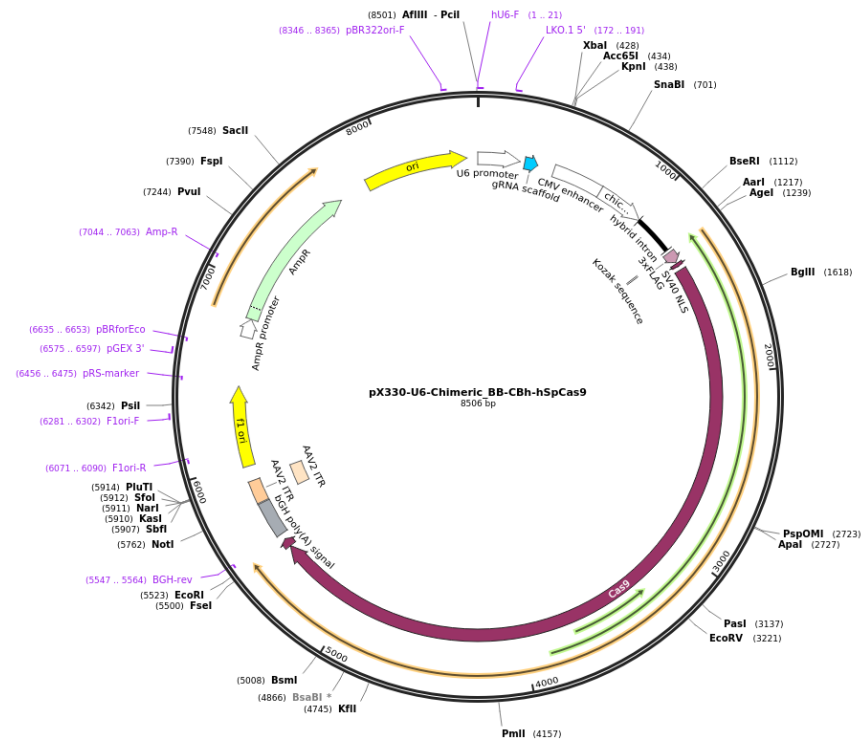 (8501) AflIII - PciI
hU6-F (1 .. 21)
(8346 .. 8365) pBR322ori-F
LKO.1 5' (172 .. 191)
XbaI (428)
Acc65I (434)
KpnI (438)
SnaBI (701)
BseRI (1112)
AarI (1217)
AgeI (1239)
BglII (1618)
PspOMI (2723)
ApaI (2727)
PasI (3137)
EcoRV (3221)
PmlI (4157)
(4745) KflI
(4866) BsaBI *
(5008) BsmI
(5500) FseI
(5523) EcoRI
(5547 .. 5564) BGH-rev
(5762) NotI
(5907) SbfI
(5910) KasI
(5911) NarI
(5912) SfoI
(5914) PluTI
(6071 .. 6090) F1ori-R
(6281 .. 6302) F1ori-F
(6342) PsiI
(6456 .. 6475) pRS-marker
(6575 .. 6597) pGEX 3'
(6635 .. 6653) pBRforEco
(7044 .. 7063) Amp-R
(7244) PvuI
(7390) FspI
(7548) SacII
1000
2000
3000
4000
5000
6000
7000
8000
ori
U6 promoter
gRNA scaffold
CMV enhancer
chic...
hybrid intron
3xFLAG
SV40 NLS
Kozak sequence
Cas9
bGH poly(A) signal
AAV2 ITR
AAV2 ITR
f1 ori
AmpR promoter
AmpR
pX330-U6-Chimeric_BB-CBh-hSpCas9
8506 bp